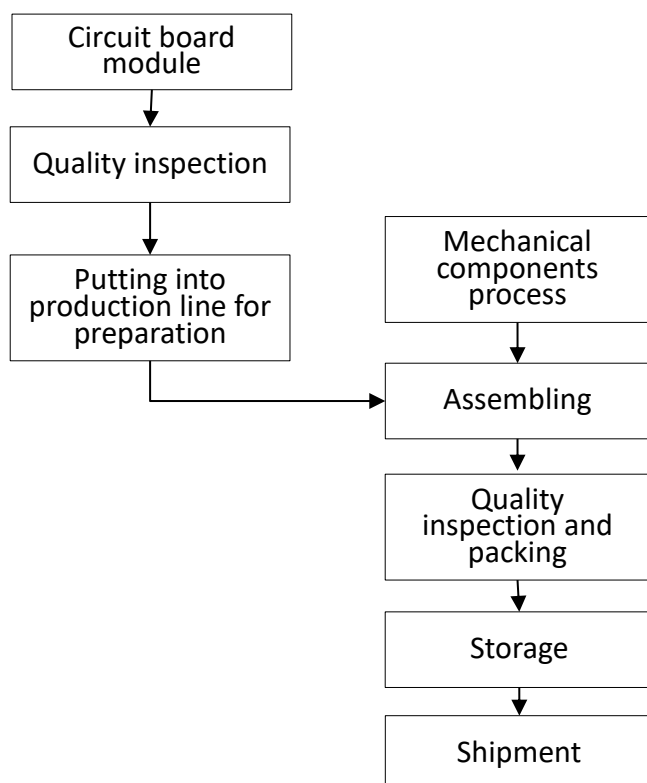 Circuit board
module
Quality inspection
Putting into
production line for
preparation
Mechanical
components
process
Assembling
Quality
inspection and
packing
Storage
Shipment